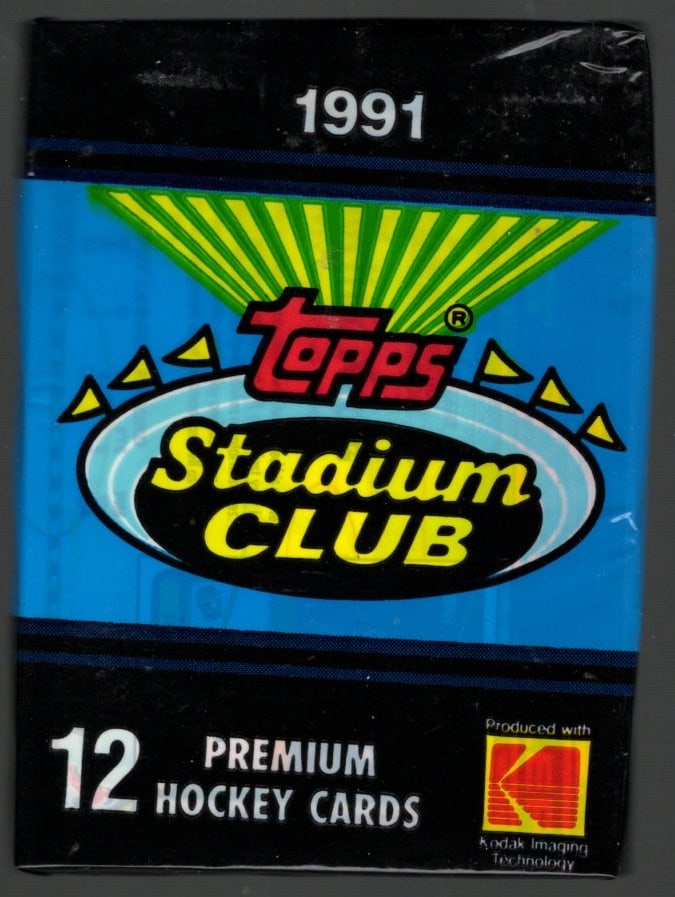 1991
topps®
Stadium
CLUB
12 PREMIUM
HOCKEY CARDS
Produced with
K
Kodak Imaging
Technology